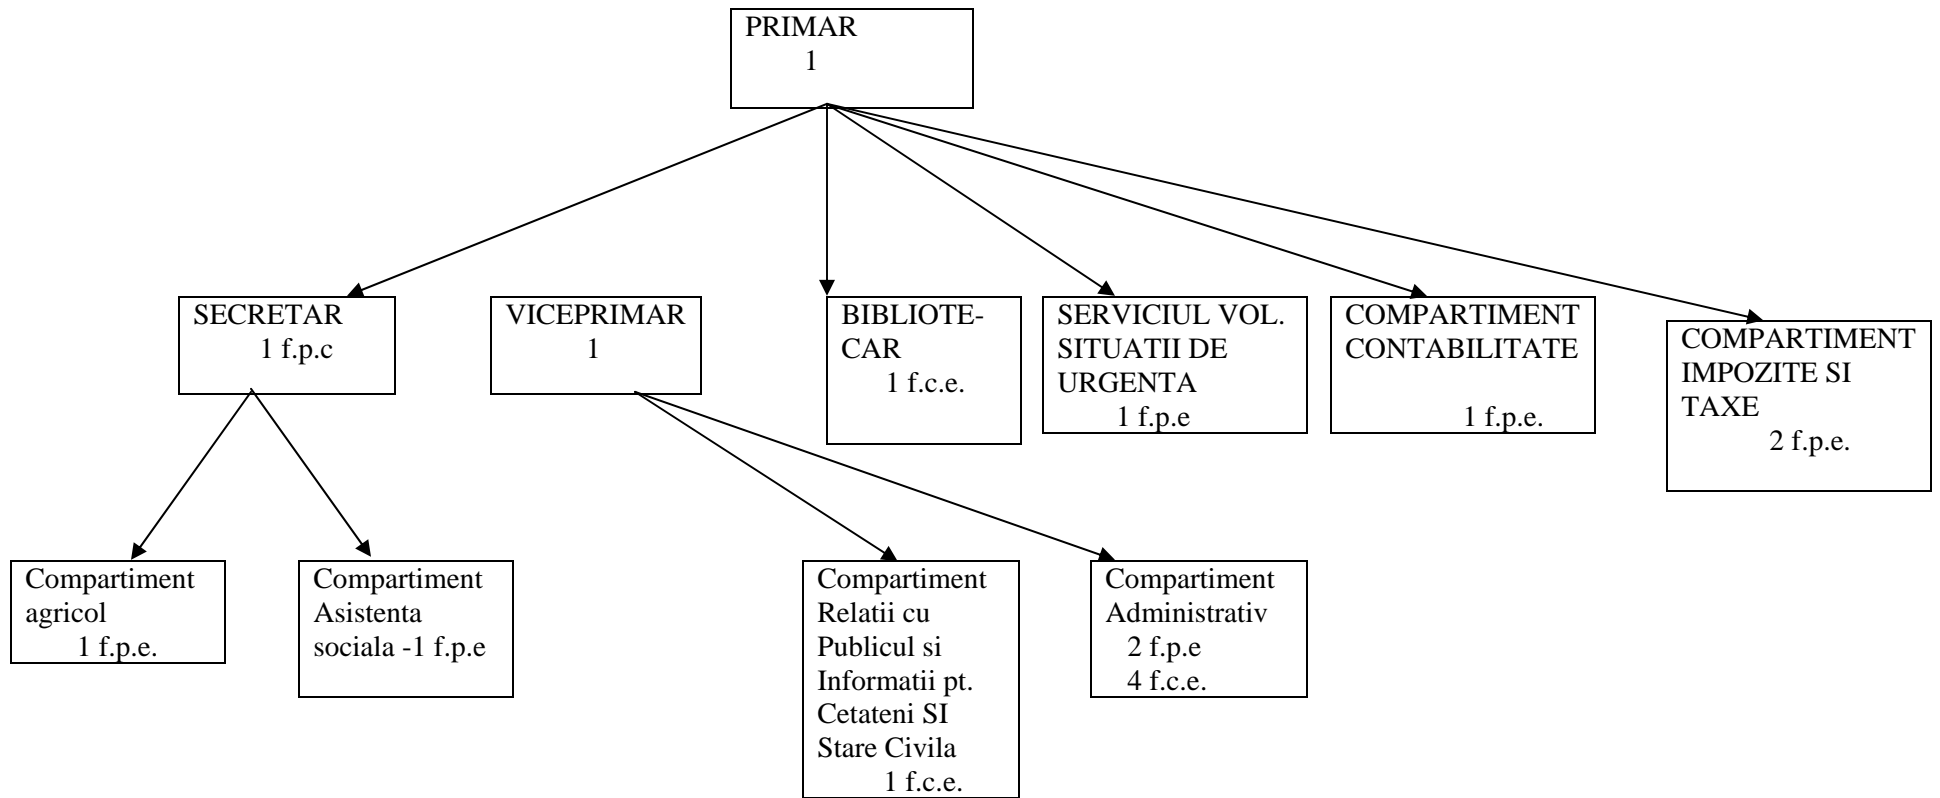 PRIMAR
1
SECRETAR
1 f.p.c
VICEPRIMAR
1
BIBLIOTE-
CAR
1 f.c.e.
SERVICIUL VOL.
SITUATII DE
URGENTA
1 f.p.e
COMPARTIMENT
CONTABILITATE
1 f.p.e.
COMPARTIMENT
IMPOZITE SI
TAXE
2 f.p.e.
Compartiment
agricol
1 f.p.e.
Compartiment
Asistenta
sociala -1 f.p.e
Compartiment
Relatii cu
Publicul si
Informatii pt.
Cetateni SI
Stare Civila
1 f.c.e.
Compartiment
Administrativ
2 f.p.e
4 f.c.e.